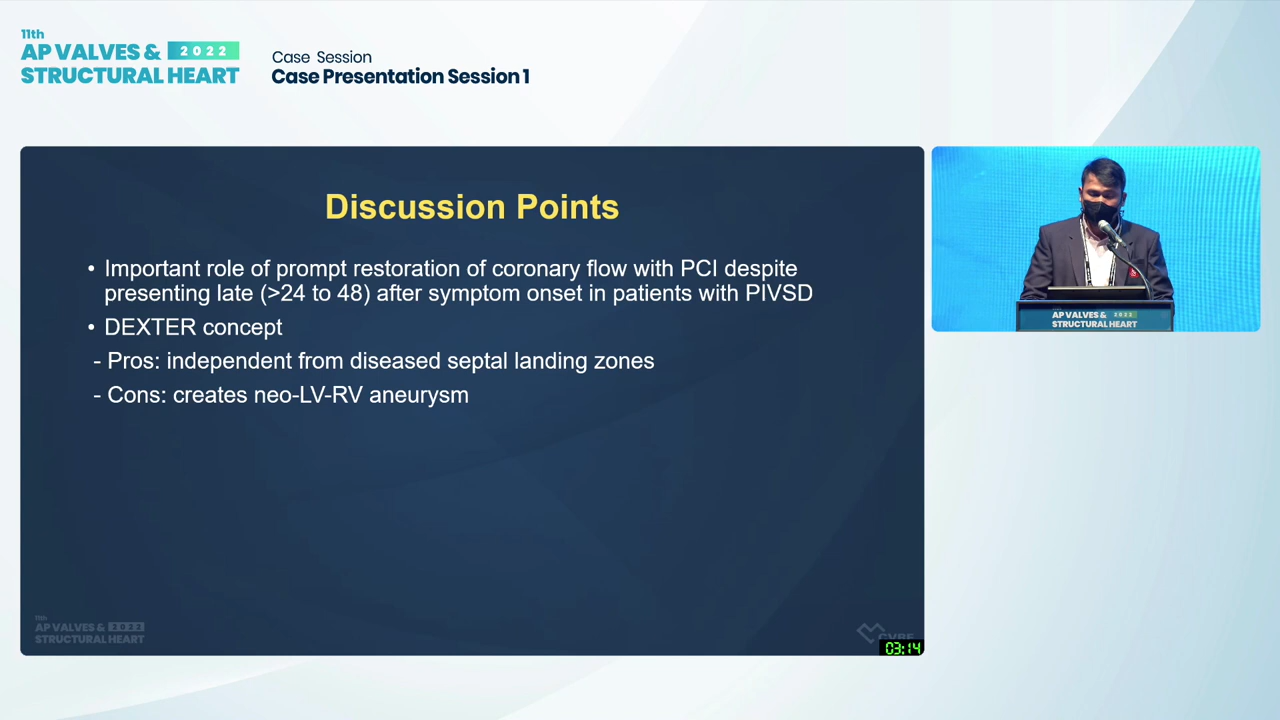 11th
AP VALVES & 2022
STRUCTURAL HEART
Case Session
Case Presentation Session 1
Discussion Points
• Important role of prompt restoration of coronary flow with PCI despite
presenting late (>24 to 48) after symptom onset in patients with PIVSD
• DEXTER concept
- Pros: independent from diseased septal landing zones
- Cons: creates neo-LV-RV aneurysm
11th
AP VALVES & 2022
STRUCTURAL HEART
CVRF
03:14
AP VALVES & 2022
STRUCTURAL HEART